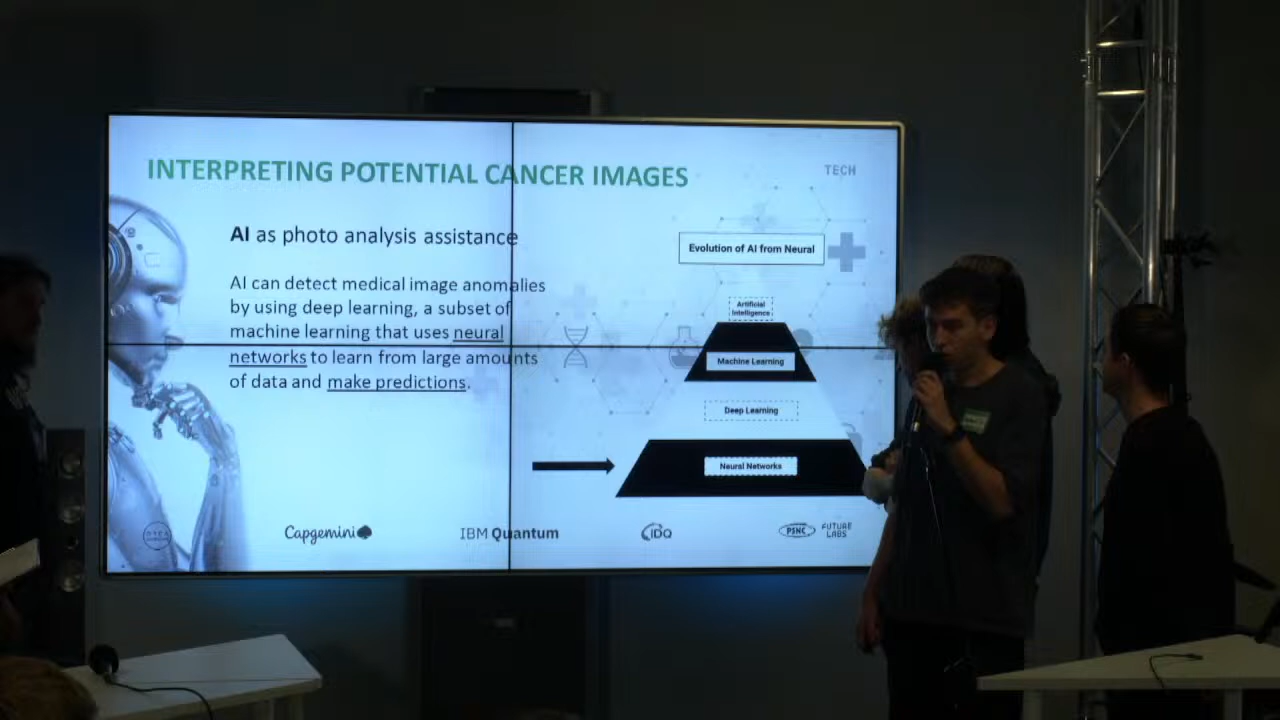 INTERPRETING POTENTIAL CANCER IMAGES
TECH
AI as photo analysis assistance
AI can detect medical image anomalies
by using deep learning, a subset of
machine learning that uses neural
networks to learn from large amounts
of data and make predictions.
Evolution of AI from Neural
Artificial
Intelligence
Machine Learning
Deep Learning
Neural Networks
Capgemini
IBM Quantum
IDQ
PSNC
FUTURE
LABS